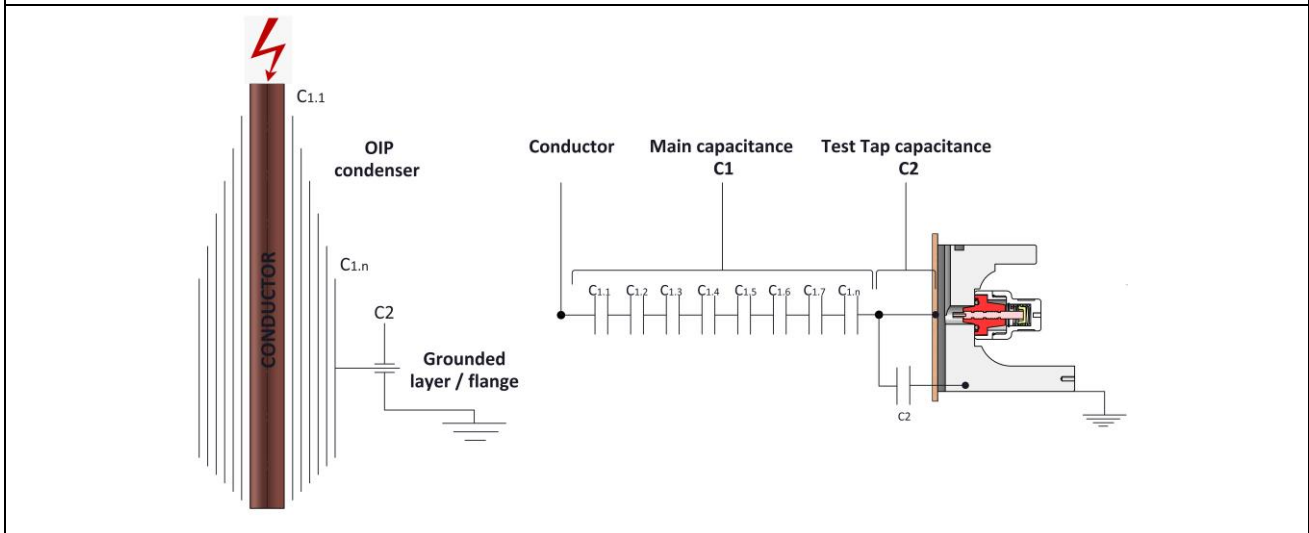 C1.1
OIP
condenser
CONDUCTOR
C1.n
C2
Grounded
layer / flange
Conductor
Main capacitance
C1
Test Tap capacitance
C2
C1.1 C1.2 C1.3 C1.4 C1.5 C1.6 C1.7 C1.n
C2